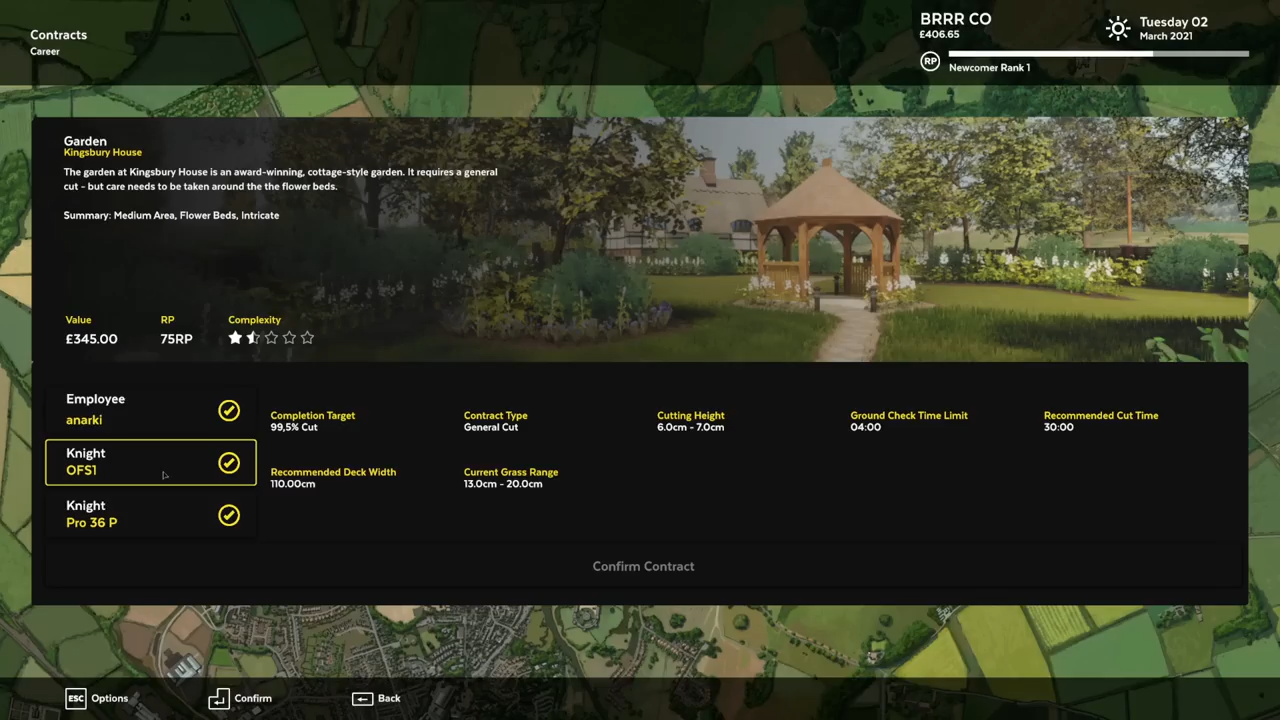 Contracts
Career
BRRR CO
£406.65
Tuesday 02
March 2021
RP
Newcomer Rank 1
Garden
Kingsbury House
The garden at Kingsbury House is an award-winning, cottage-style garden. It requires a general
cut - but care needs to be taken around the the flower beds.
Summary: Medium Area, Flower Beds, Intricate
Value
RP
Complexity
£345.00
75RP
Employee
anarki
Knight
OFS1
Knight
Pro 36 P
Completion Target
99,5% Cut
Contract Type
General Cut
Cutting Height
6.0cm - 7.0cm
Ground Check Time Limit
04:00
Recommended Cut Time
30:00
Recommended Deck Width
110.00cm
Current Grass Range
13.0cm - 20.0cm
Confirm Contract
ESC Options
Confirm
Back